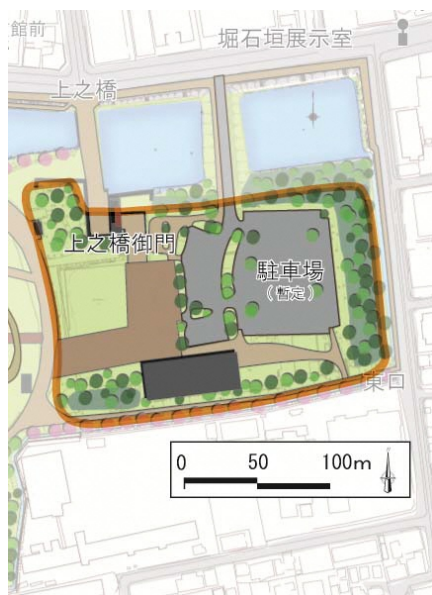 館前
堀石垣展示室
上之橋
上之橋御門
駐車場
(暫定)
東口
0 50 100m